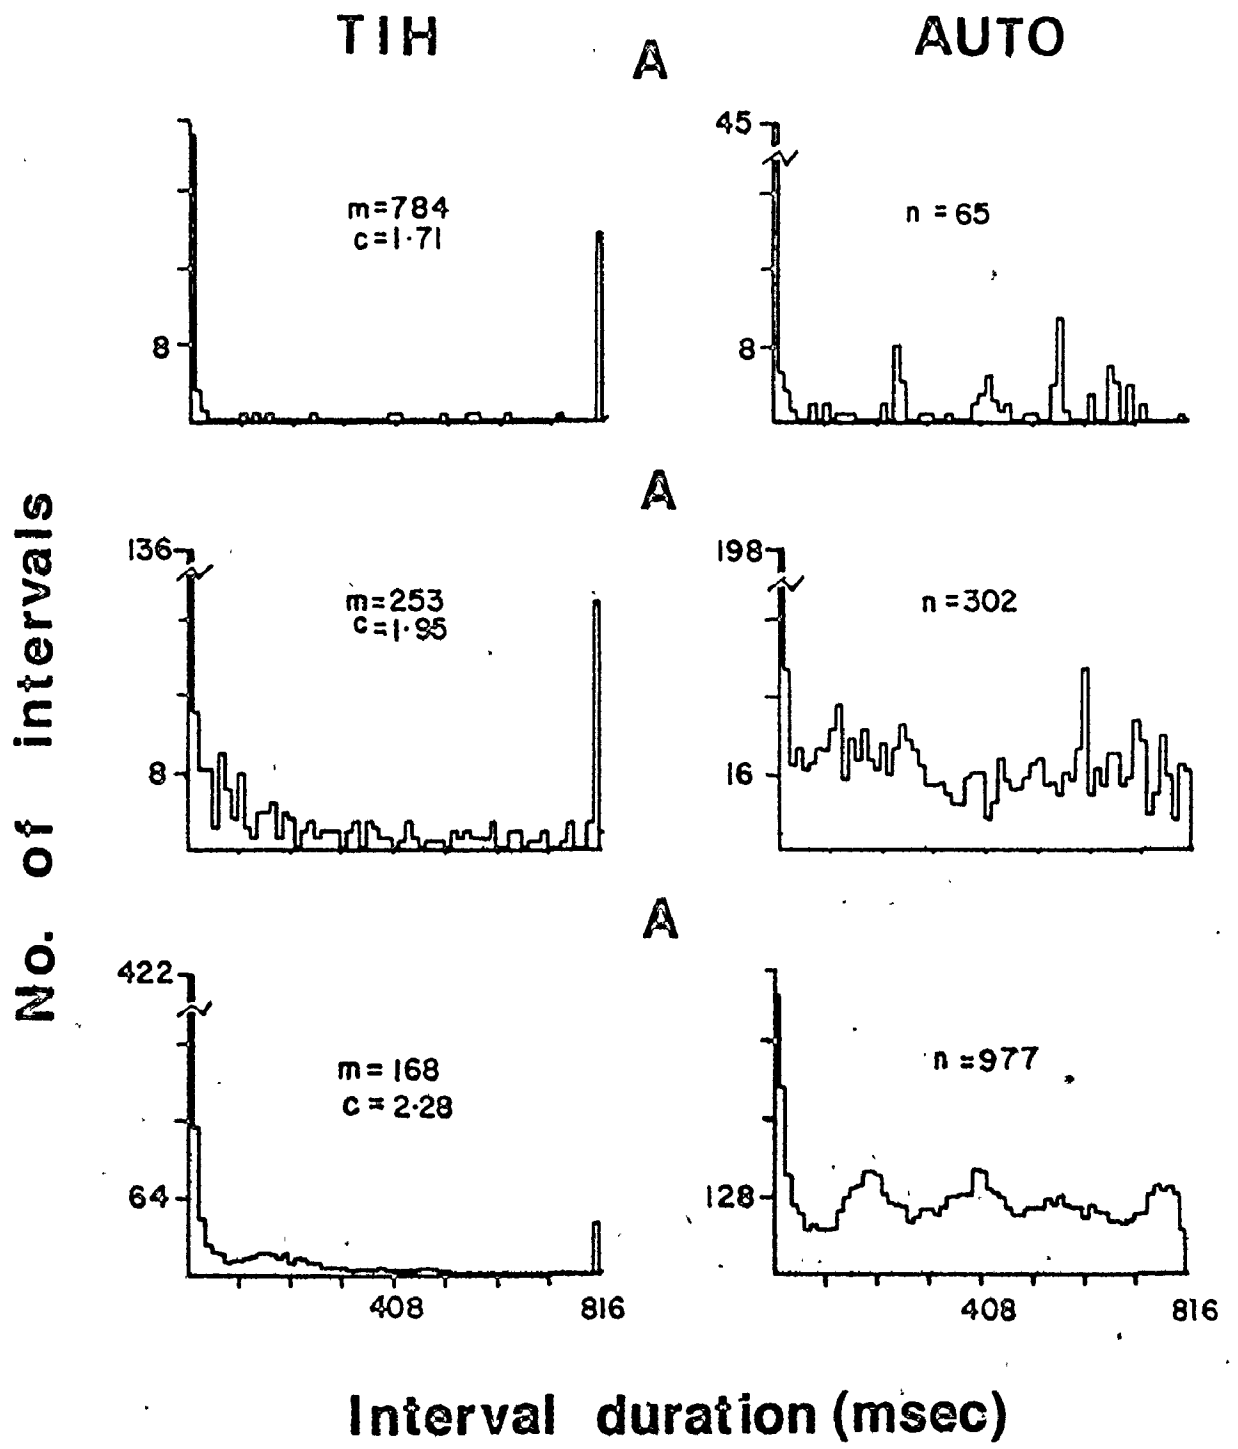 TIH
AUTO
A
45
m=784
c=1·71
n =65
8
8
A
136
198
m=253
c=1·95
n=302
8
16
A
422
m= 168
c = 2·28
n =977
64
128
408
816
408
816
No. of intervals
Interval duration (msec)